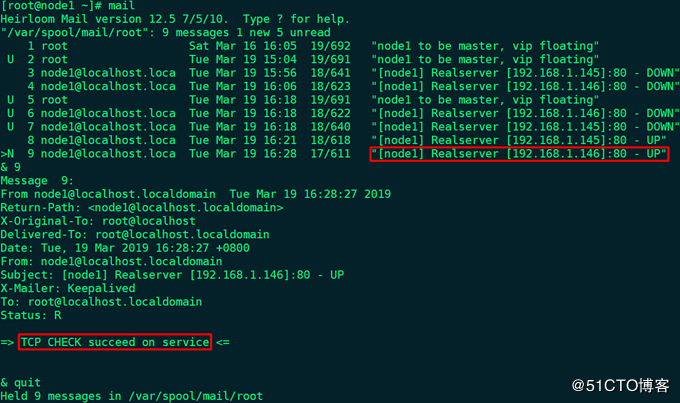 [root@node1 ~]# mail
Heirloom Mail version 12.5 7/5/10.  Type ? for help.
"/var/spool/mail/root": 9 messages 1 new 5 unread
    1 root                  Sat Mar 16 16:05  19/692   "node1 to be master, vip floating"
 U  2 root                  Tue Mar 19 15:04  19/691   "node1 to be master, vip floating"
    3 node1@localhost.loca  Tue Mar 19 15:56  18/641   "[node1] Realserver [192.168.1.145]:80 - DOWN"
    4 node1@localhost.loca  Tue Mar 19 16:06  18/623   "[node1] Realserver [192.168.1.146]:80 - DOWN"
 U  5 root                  Tue Mar 19 16:18  19/691   "node1 to be master, vip floating"
 U  6 node1@localhost.loca  Tue Mar 19 16:18  18/622   "[node1] Realserver [192.168.1.146]:80 - DOWN"
 U  7 node1@localhost.loca  Tue Mar 19 16:18  18/640   "[node1] Realserver [192.168.1.145]:80 - DOWN"
    8 node1@localhost.loca  Tue Mar 19 16:21  18/618   "[node1] Realserver [192.168.1.145]:80 - UP"
>N  9 node1@localhost.loca  Tue Mar 19 16:28  17/611   "[node1] Realserver [192.168.1.146]:80 - UP"
& 9
Message  9:
From node1@localhost.localdomain  Tue Mar 19 16:28:27 2019
Return-Path: <node1@localhost.localdomain>
X-Original-To: root@localhost
Delivered-To: root@localhost.localdomain
Date: Tue, 19 Mar 2019 16:28:27 +0800
From: node1@localhost.localdomain
Subject: [node1] Realserver [192.168.1.146]:80 - UP
X-Mailer: Keepalived
To: root@localhost.localdomain
Status: R
=> TCP CHECK succeed on service <=
& quit
Held 9 messages in /var/spool/mail/root
@51CTO博客